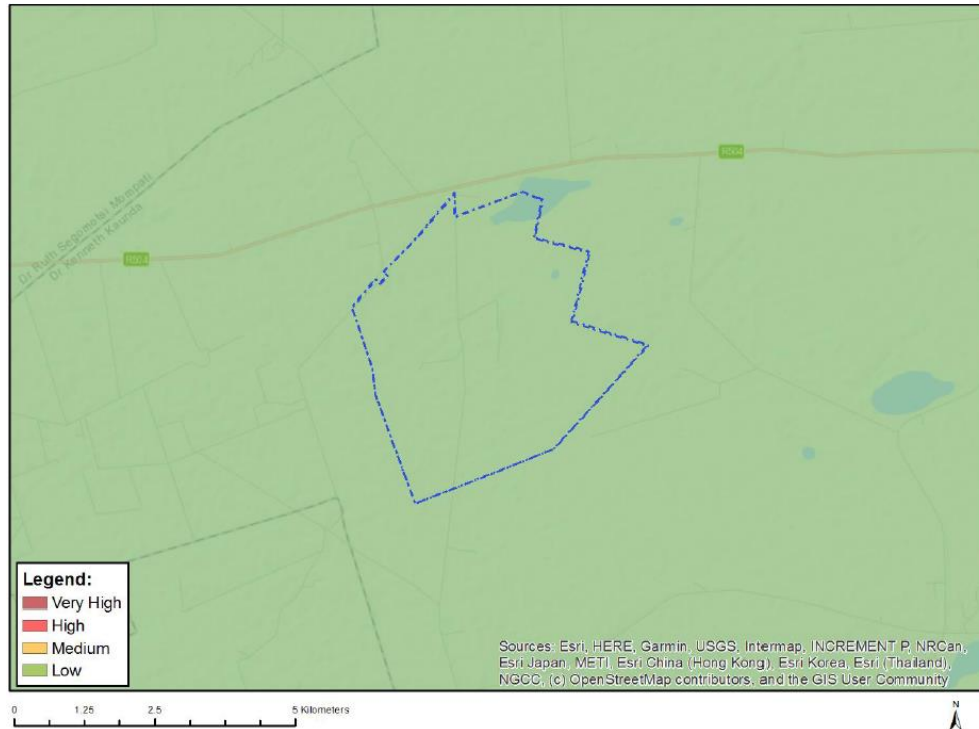 R504
R504
Dr Ruth Segomotsi Mompati
Dr Kenneth Kaunda
Legend:
Very High
High
Medium
Low
Sources: Esri, HERE, Garmin, USGS, Intermap, INCREMENT P, NRCan,
Esri Japan, METI, Esri China (Hong Kong), Esri Korea, Esri (Thailand),
NGCC, (c) OpenStreetMap contributors, and the GIS User Community
0 1.25 2.5 5 Kilometers
N